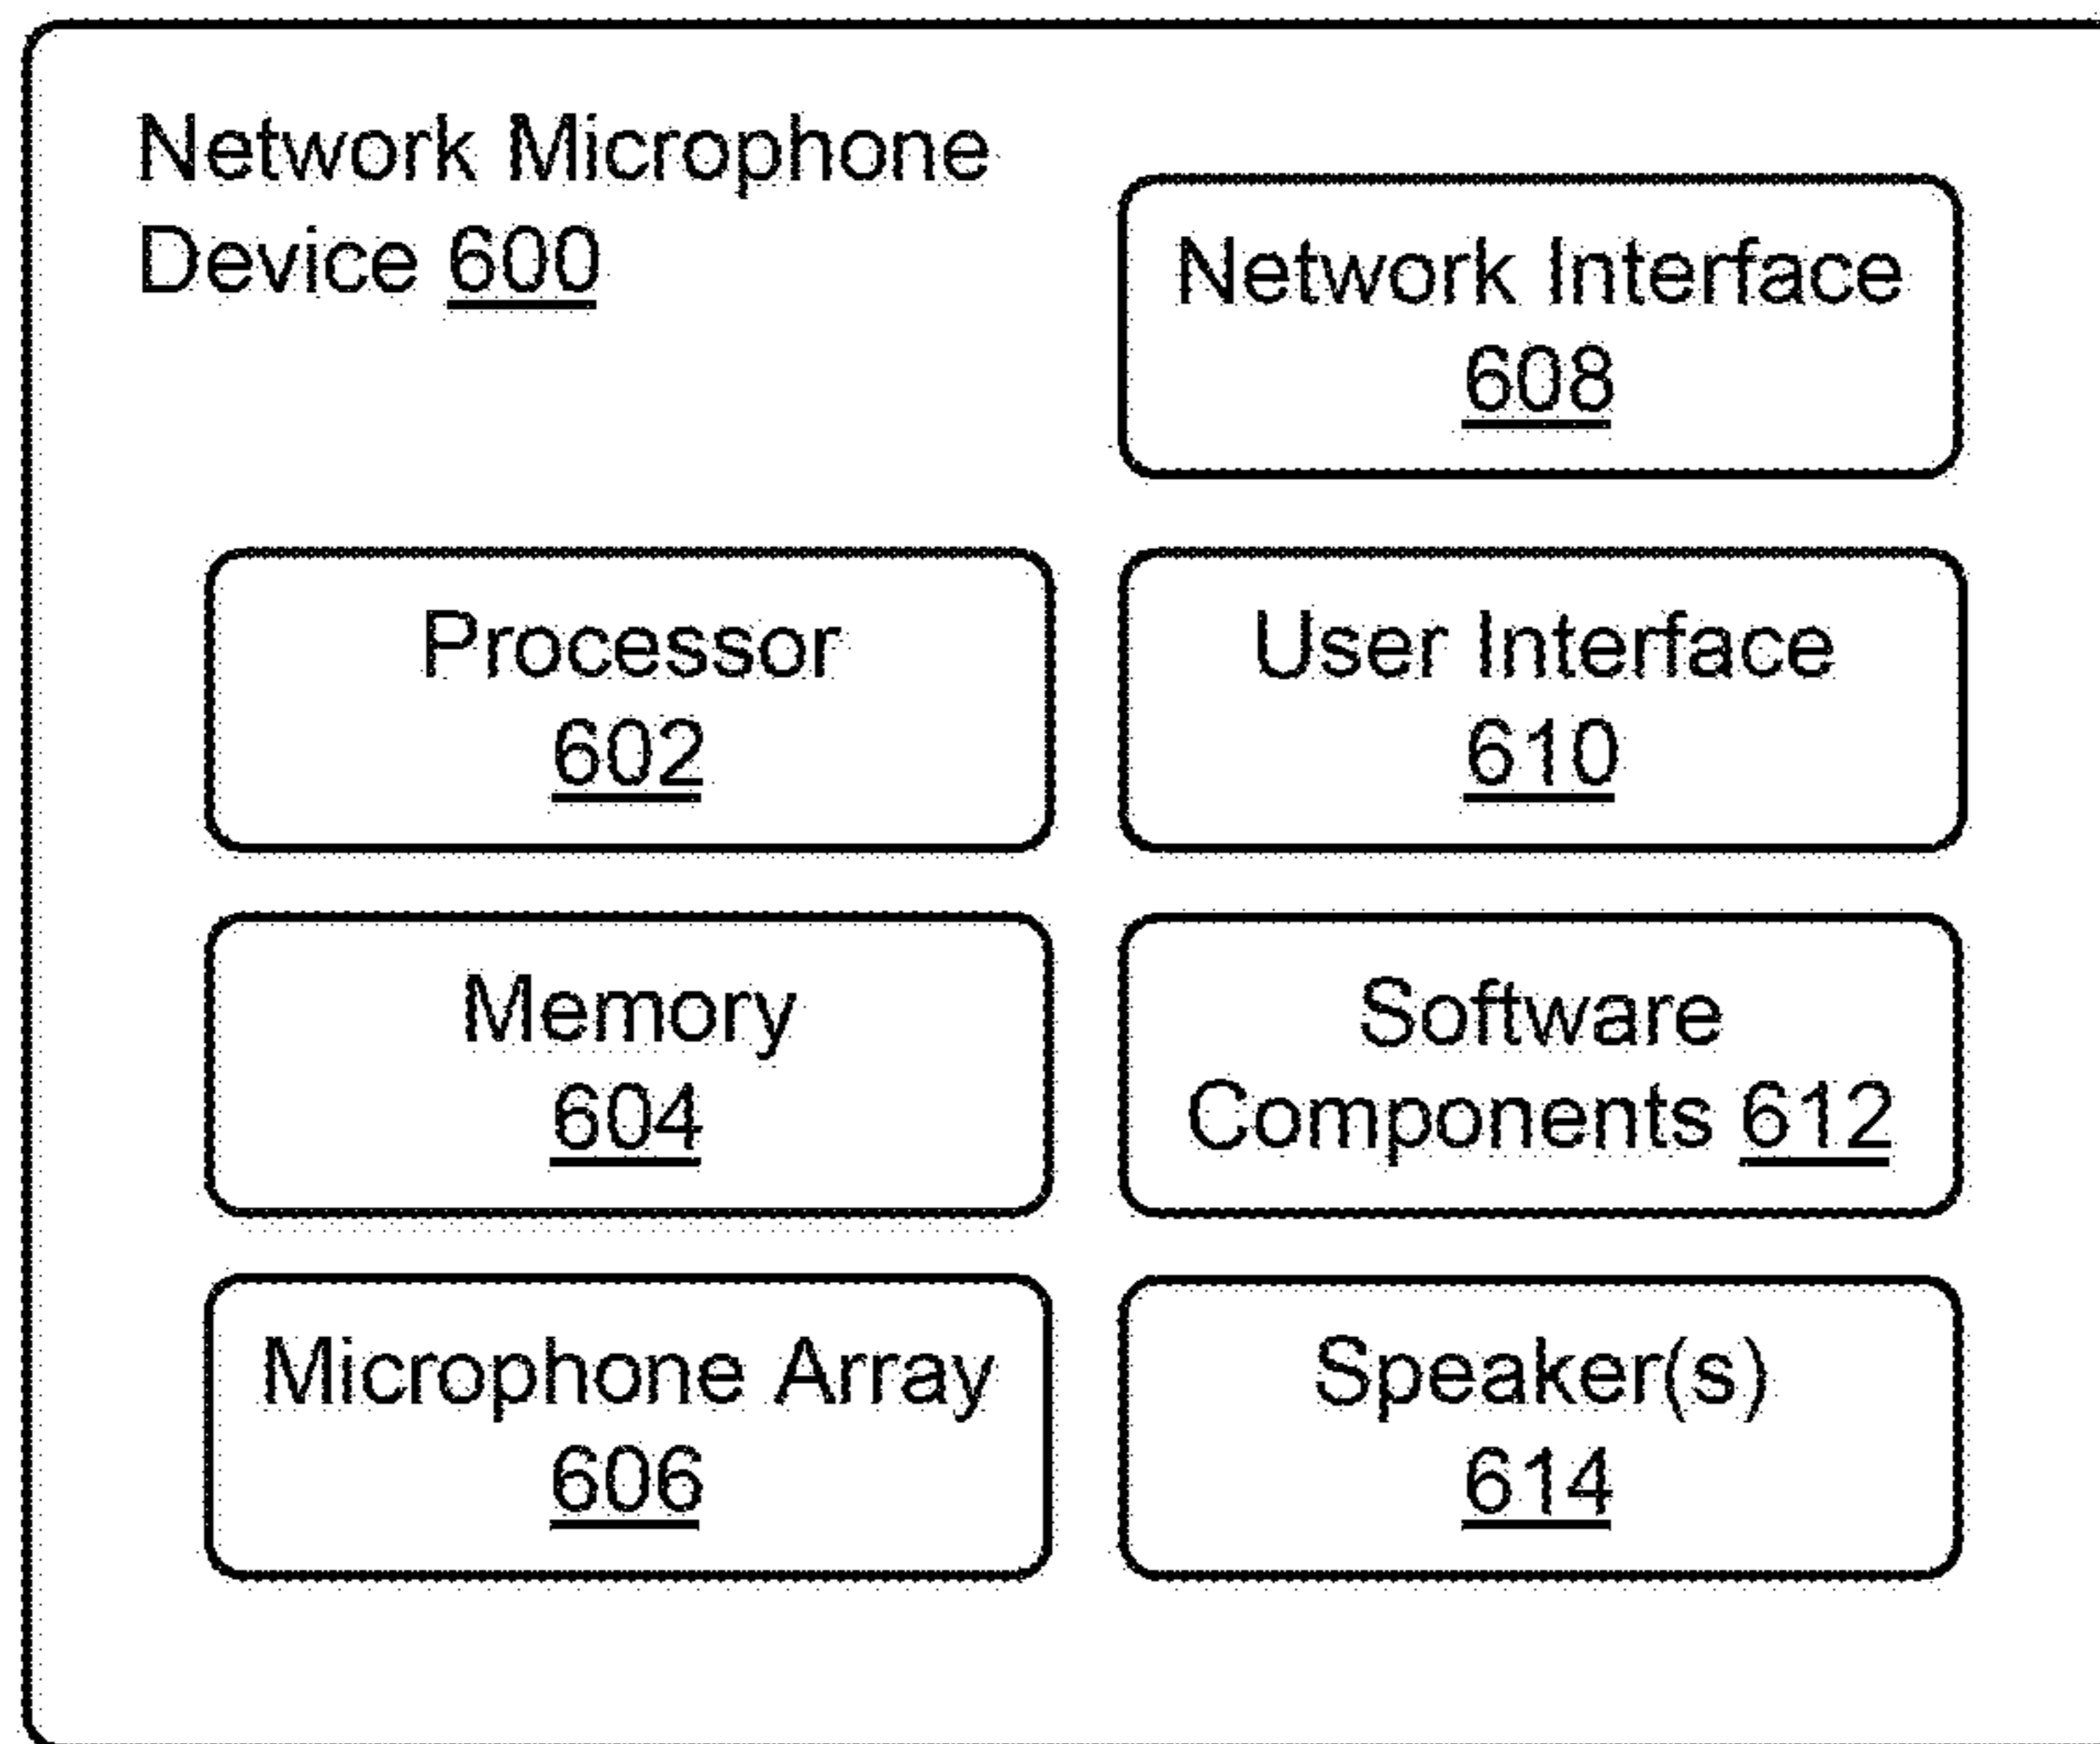 Network Microphone
Device 600
Network Interface
608
Processor
602
User Interface
610
Memory
604
Software
Components 612
Microphone Array
606
Speaker(s)
614